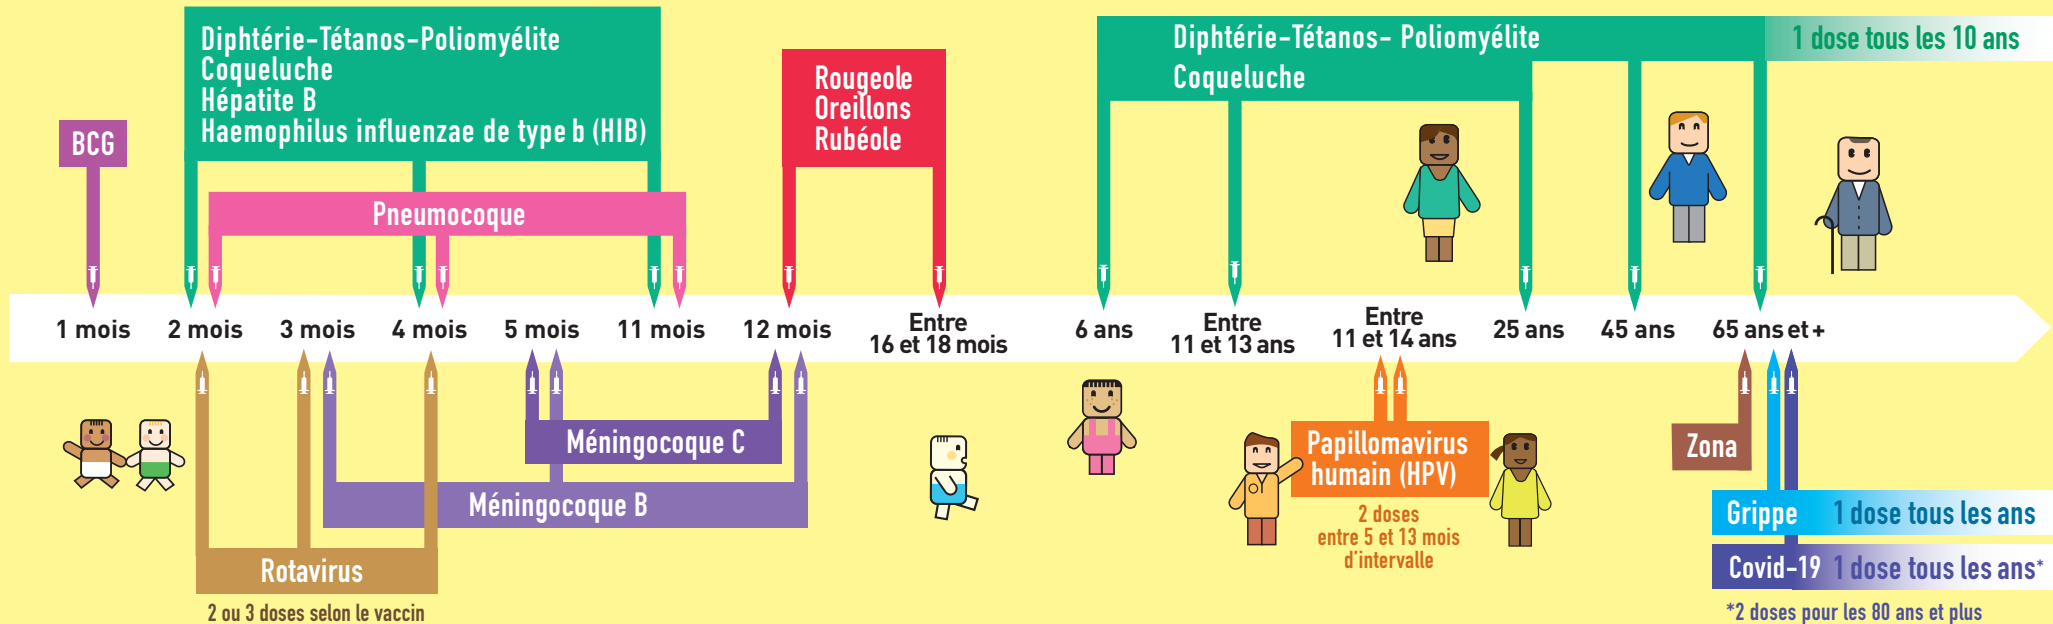 BCG
Diphtérie-Tétanos-Poliomyélite
Coqueluche
Hépatite B
Haemophilus influenzae de type b (HIB)
Pneumocoque
Rougeole
Oreillons
Rubéole
Diphtérie-Tétanos- Poliomyélite
Coqueluche
1 dose tous les 10 ans
1 mois
2 mois
3 mois
4 mois
5 mois
11 mois
12 mois
Entre
16 et 18 mois
6 ans
Entre
11 et 13 ans
Entre
11 et 14 ans
25 ans
45 ans
65 ans et +
Méningocoque C
Méningocoque B
Rotavirus
2 ou 3 doses selon le vaccin
Papillomavirus
humain (HPV)
2 doses
entre 5 et 13 mois
d'intervalle
Zona
Grippe 1 dose tous les ans
Covid-19 1 dose tous les ans*
*2 doses pour les 80 ans et plus